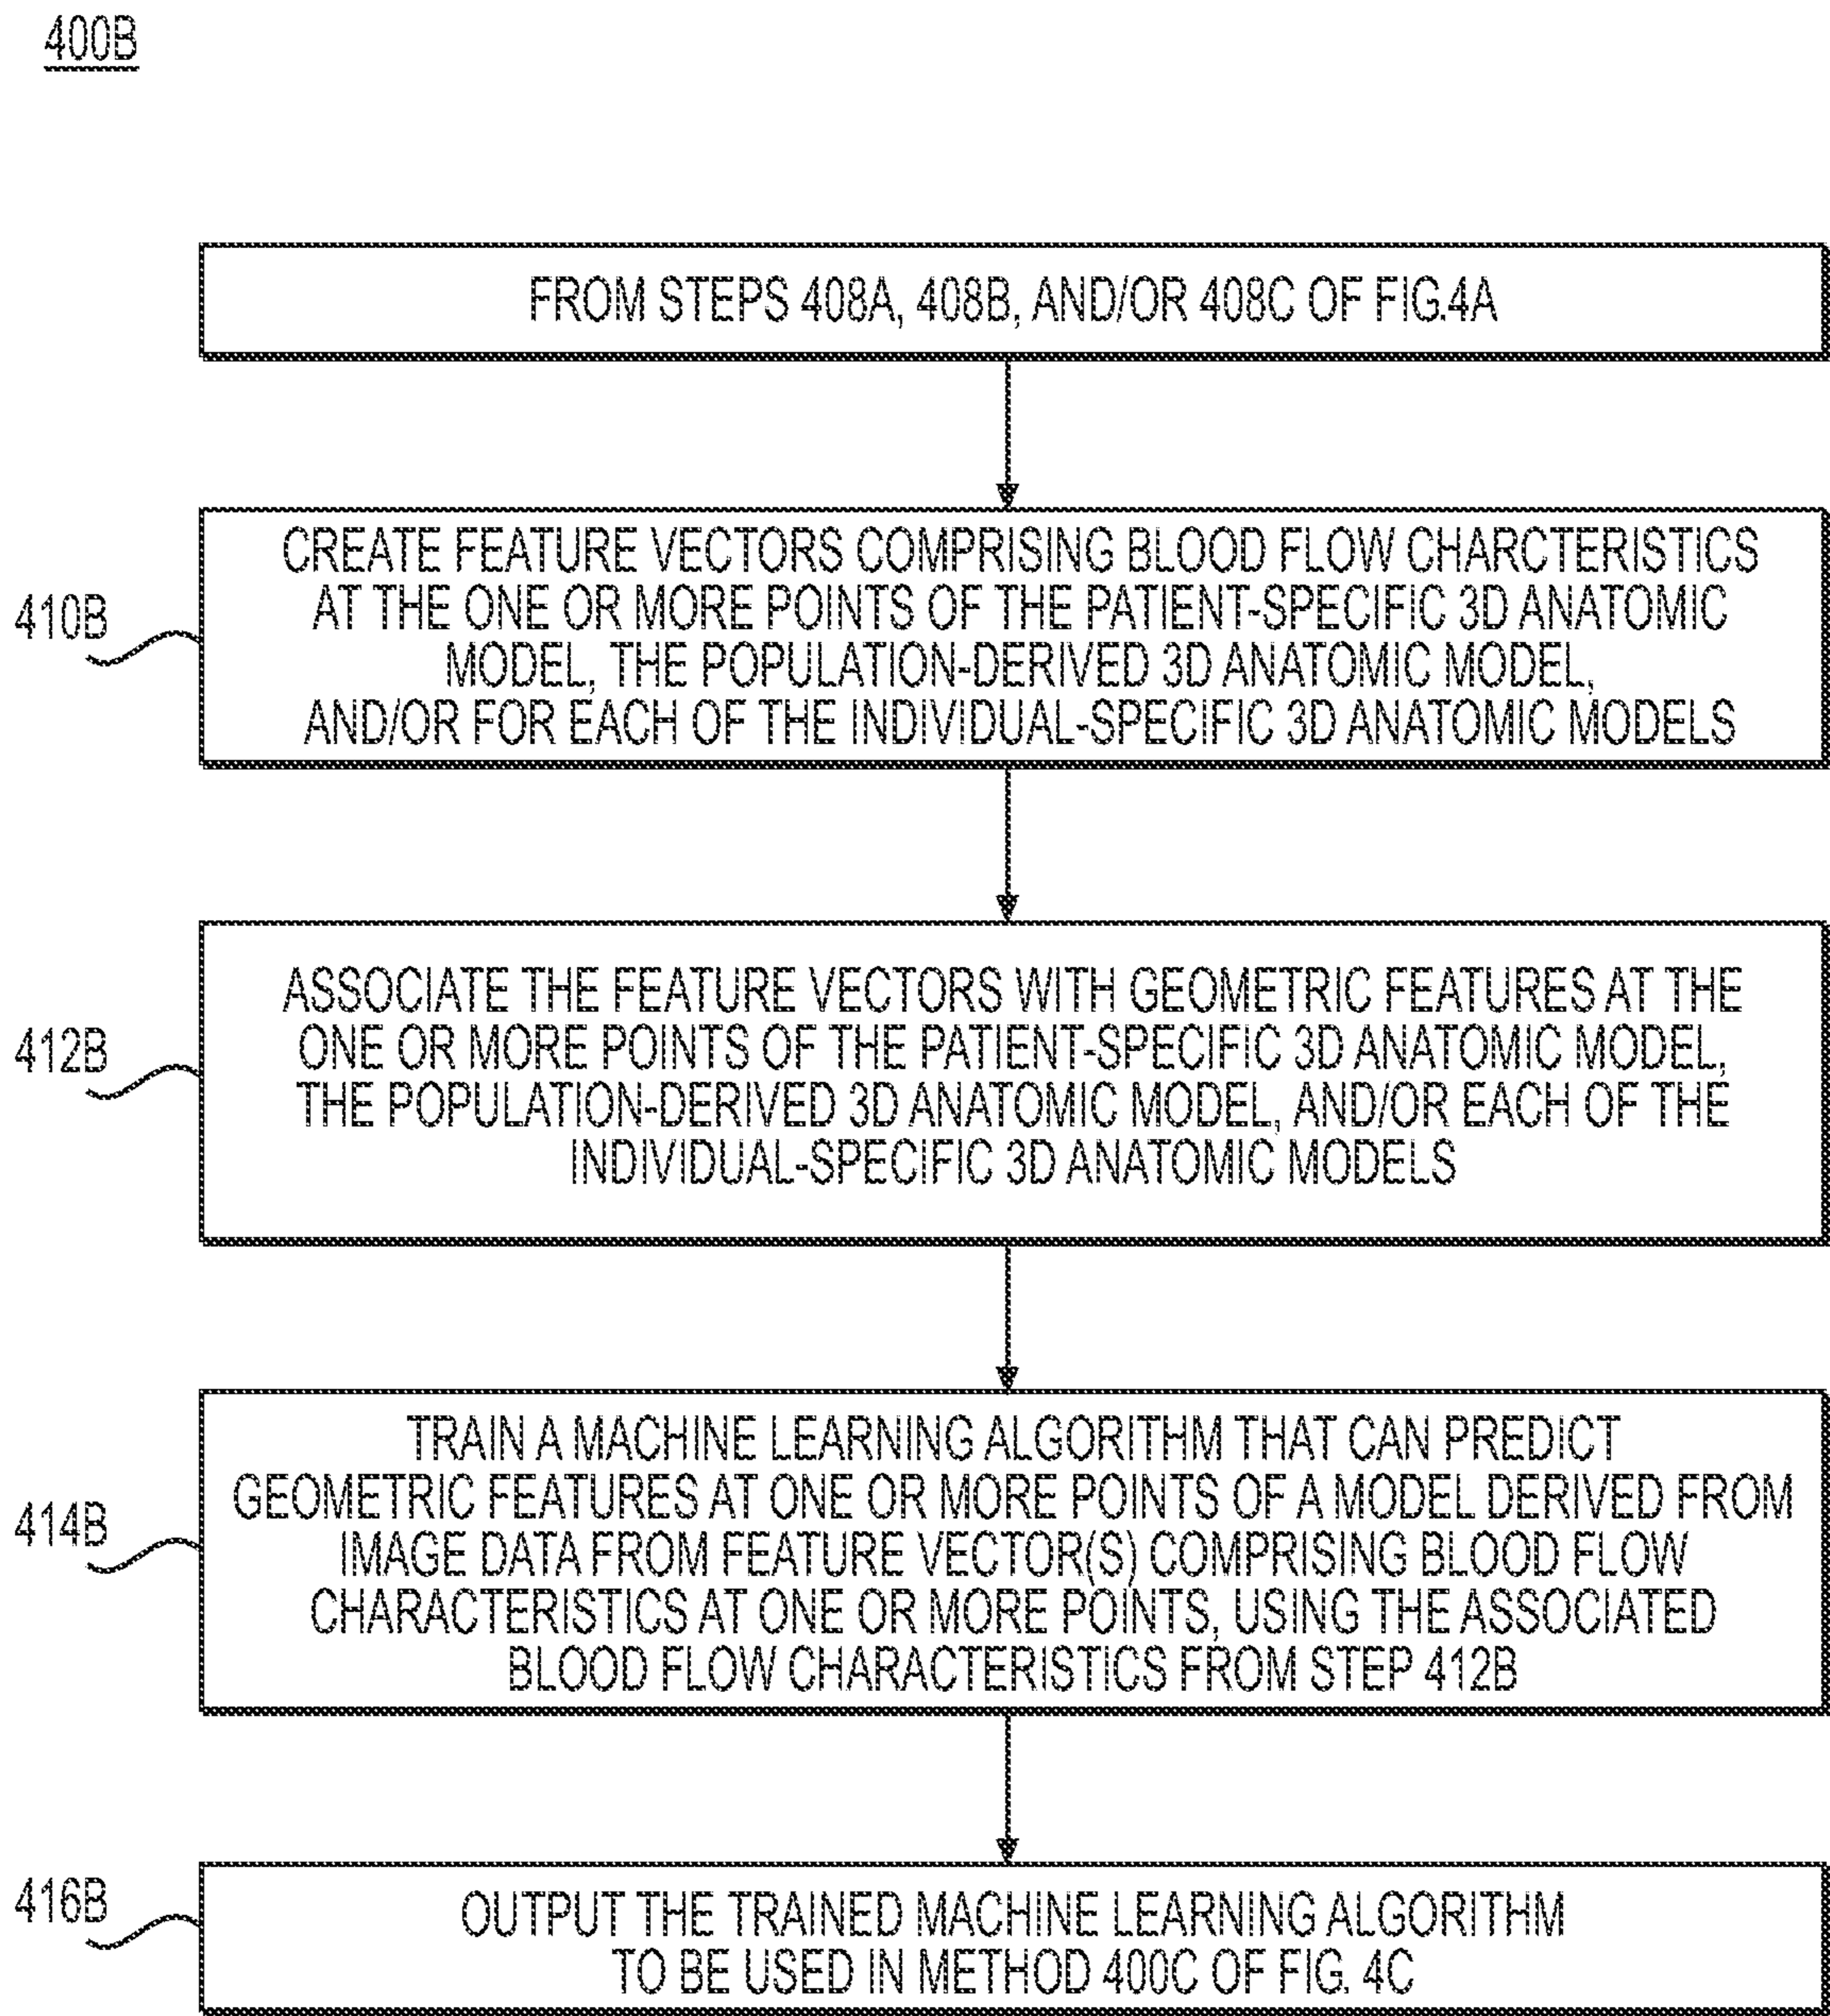 400B
FROM STEPS 408A, 408B, AND/OR 408C OF FIG.4A
410B
CREATE FEATURE VECTORS COMPRISING BLOOD FLOW CHARCTERISTICS
AT THE ONE OR MORE POINTS OF THE PATIENT-SPECIFIC 3D ANATOMIC
MODEL, THE POPULATION-DERIVED 3D ANATOMIC MODEL,
AND/OR FOR EACH OF THE INDIVIDUAL-SPECIFIC 3D ANATOMIC MODELS
412B
ASSOCIATE THE FEATURE VECTORS WITH GEOMETRIC FEATURES AT THE
ONE OR MORE POINTS OF THE PATIENT-SPECIFIC 3D ANATOMIC MODEL,
THE POPULATION-DERIVED 3D ANATOMIC MODEL, AND/OR EACH OF THE
INDIVIDUAL-SPECIFIC 3D ANATOMIC MODELS
414B
TRAIN A MACHINE LEARNING ALGORITHM THAT CAN PREDICT
GEOMETRIC FEATURES AT ONE OR MORE POINTS OF A MODEL DERIVED FROM
IMAGE DATA FROM FEATURE VECTOR(S) COMPRISING BLOOD FLOW
CHARACTERISTICS AT ONE OR MORE POINTS, USING THE ASSOCIATED
BLOOD FLOW CHARACTERISTICS FROM STEP 412B
416B
OUTPUT THE TRAINED MACHINE LEARNING ALGORITHM
TO BE USED IN METHOD 400C OF FIG. 4C